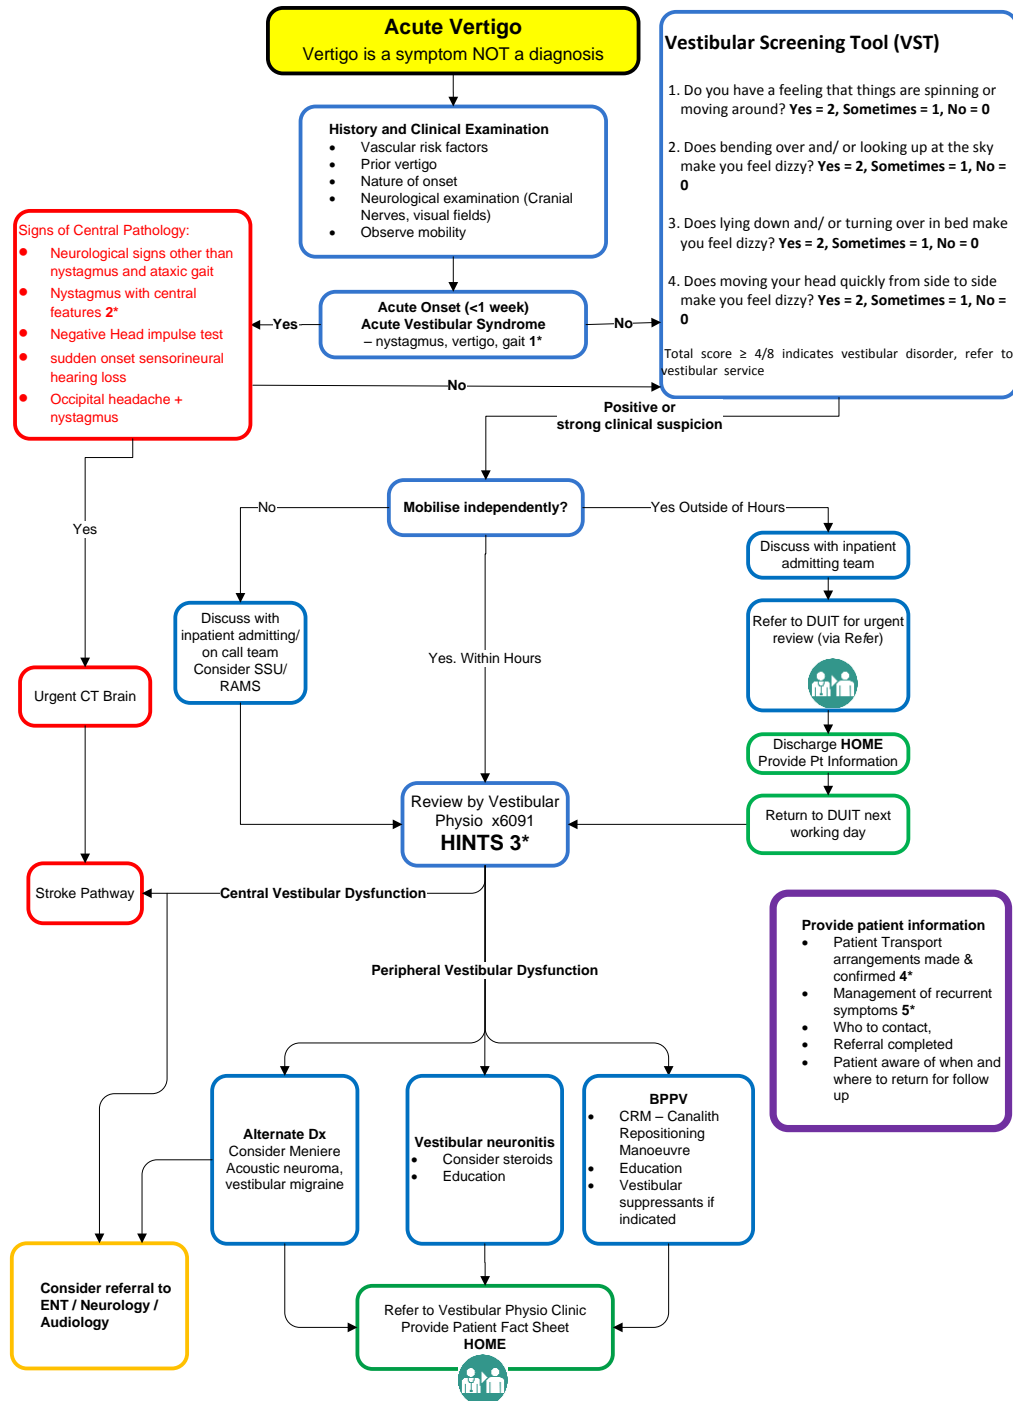 Acute Vertigo
Vertigo is a symptom NOT a diagnosis
Vestibular Screening Tool (VST)
1. Do you have a feeling that things are spinning or
moving around? Yes = 2, Sometimes = 1, No = 0
2. Does bending over and/ or looking up at the sky
make you feel dizzy? Yes = 2, Sometimes = 1, No =
0
3. Does lying down and/ or turning over in bed make
you feel dizzy? Yes = 2, Sometimes = 1, No = 0
4. Does moving your head quickly from side to side
make you feel dizzy? Yes = 2, Sometimes = 1, No =
0
Total score ≥ 4/8 indicates vestibular disorder, refer to
vestibular service
History and Clinical Examination
• Vascular risk factors
• Prior vertigo
• Nature of onset
• Neurological examination (Cranial
Nerves, visual fields)
• Observe mobility
Signs of Central Pathology:
• Neurological signs other than
nystagmus and ataxic gait
• Nystagmus with central
features 2*
• Negative Head impulse test
• sudden onset sensorineural
hearing loss
• Occipital headache +
nystagmus
Yes
Acute Onset (<1 week)
Acute Vestibular Syndrome
– nystagmus, vertigo, gait 1*
No
No
Positive or
strong clinical suspicion
Yes
No
Mobilise independently?
Yes Outside of Hours
Discuss with inpatient
admitting team
Discuss with
inpatient admitting/
on call team
Consider SSU/
RAMS
Yes. Within Hours
Refer to DUIT for urgent
review (via Refer)
Urgent CT Brain
Discharge HOME
Provide Pt Information
Review by Vestibular
Physio x6091
HINTS 3*
Return to DUIT next
working day
Stroke Pathway
Central Vestibular Dysfunction
Peripheral Vestibular Dysfunction
Provide patient information
• Patient Transport
arrangements made &
confirmed 4*
• Management of recurrent
symptoms 5*
• Who to contact,
• Referral completed
• Patient aware of when and
where to return for follow
up
Alternate Dx
Consider Meniere
Acoustic neuroma,
vestibular migraine
Vestibular neuronitis
• Consider steroids
• Education
BPPV
• CRM – Canalith
Repositioning
Manoeuvre
• Education
• Vestibular
suppressants if
indicated
Consider referral to
ENT / Neurology /
Audiology
Refer to Vestibular Physio Clinic
Provide Patient Fact Sheet
HOME